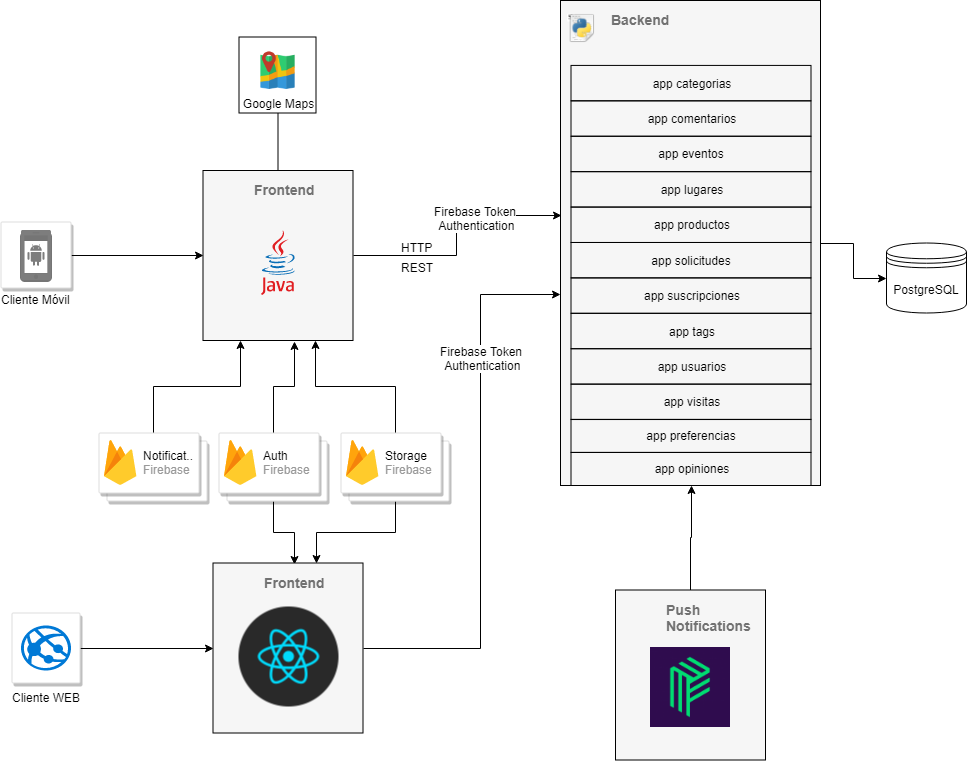 Backend
app categorias
app comentarios
app eventos
app lugares
app productos
app solicitudes
app suscripciones
app tags
app usuarios
app visitas
app preferencias
app opiniones
Google Maps
Frontend
Java
Cliente Móvil
HTTP
REST
Firebase Token
Authentication
PostgreSQL
Firebase Token
Authentication
Notificat..
Firebase
Auth
Firebase
Storage
Firebase
Frontend
Cliente WEB
Push
Notifications